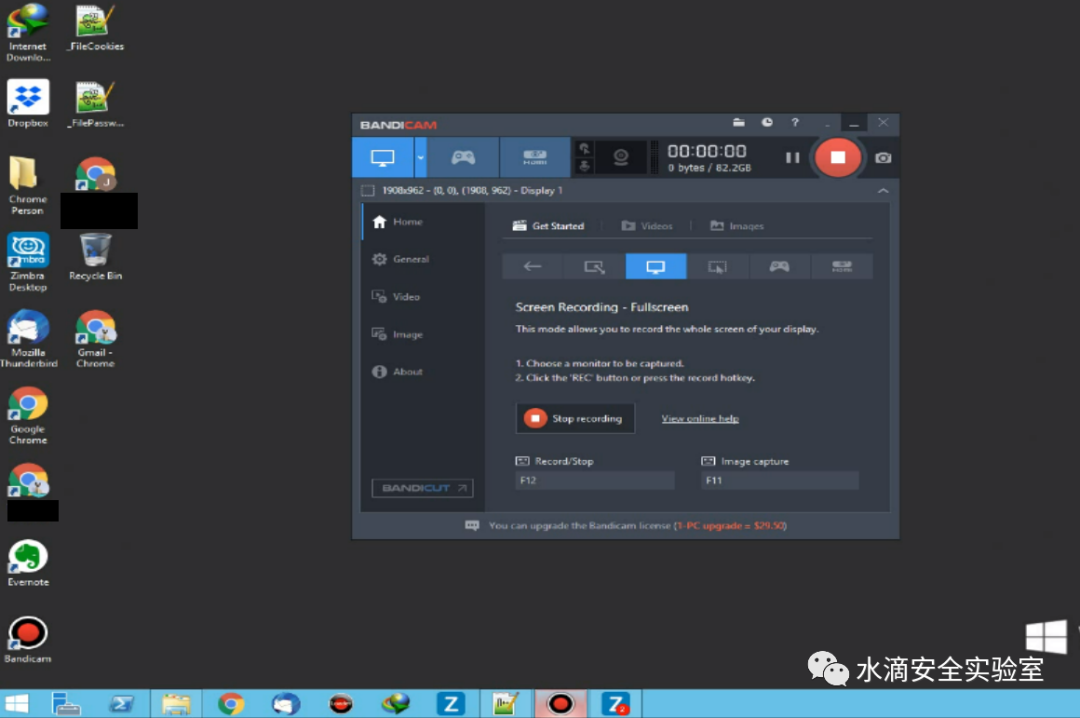 Internet
Downlo...
_FileCookies
Dropbox
_FilePassw...
Chrome
Person
Zimbra
Desktop
Recycle Bin
Mozilla
Thunderbird
Gmail -
Chrome
Google
Chrome
Evernote
Bandicam
BANDICAM
?
HDMI
00:00:00
0 bytes / 82.2GB
1908x962 - (0, 0), (1908, 962) - Display 1
Home
General
Video
Image
About
BANDICUT
Get Started
Videos
Images
HDMI
Screen Recording - Fullscreen
This mode allows you to record the whole screen of your display.
1. Choose a monitor to be captured.
2. Click the 'REC' button or press the record hotkey.
Stop recording
View online help
Record/Stop
Image capture
F12
F11
You can upgrade the Bandicam license (1-PC upgrade = $29.50)
水滴安全实验室